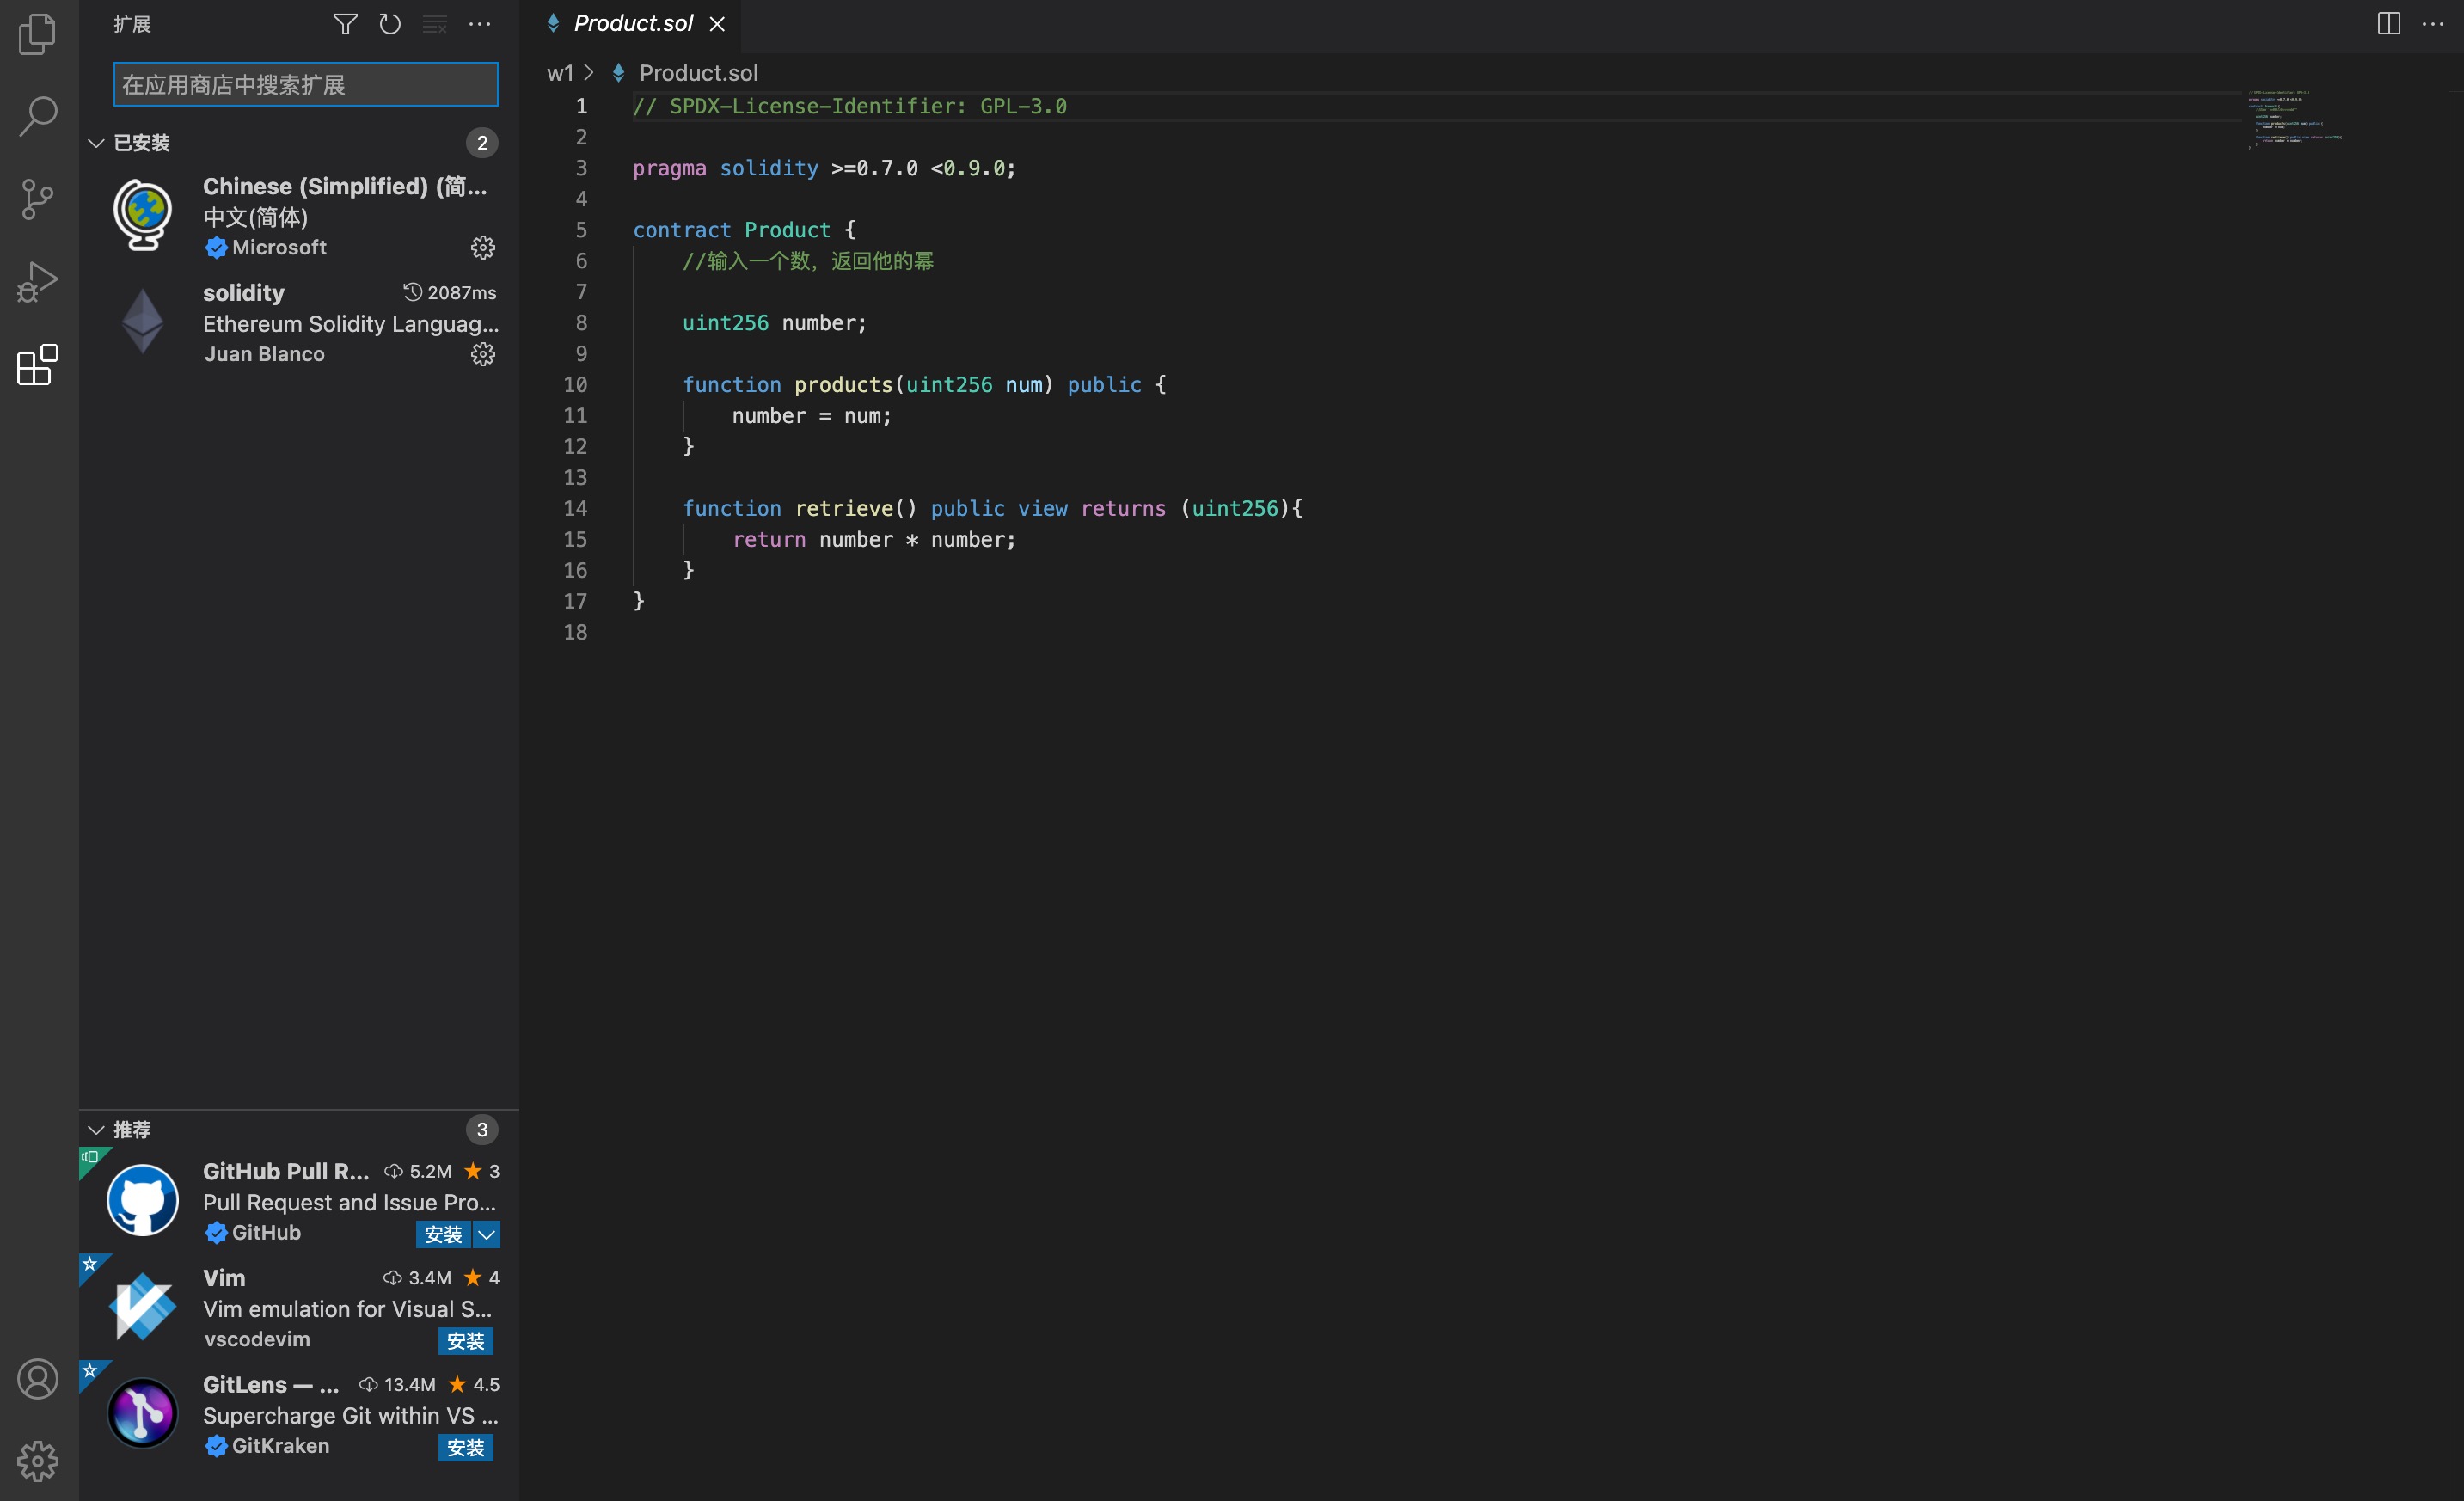 扩展
在应用商店中搜索扩展
已安装
2
Chinese (Simplified) (简...
中文(简体)
Microsoft
solidity 2087ms
Ethereum Solidity Languag...
Juan Blanco
推荐
3
GitHub Pull R... 5.2M 3
Pull Request and Issue Pro...
GitHub 安装
Vim 3.4M 4
Vim emulation for Visual S...
vscodevim 安装
GitLens — ... 13.4M 4.5
Supercharge Git within VS ...
GitKraken 安装
Product.sol
w1 > Product.sol
1 // SPDX-License-Identifier: GPL-3.0
2
3 pragma solidity >=0.7.0 <0.9.0;
4
5 contract Product {
6 //输入一个数，返回他的幂
7
8 uint256 number;
9
10 function products(uint256 num) public {
11 number = num;
12 }
13
14 function retrieve() public view returns (uint256){
15 return number * number;
16 }
17 }
18